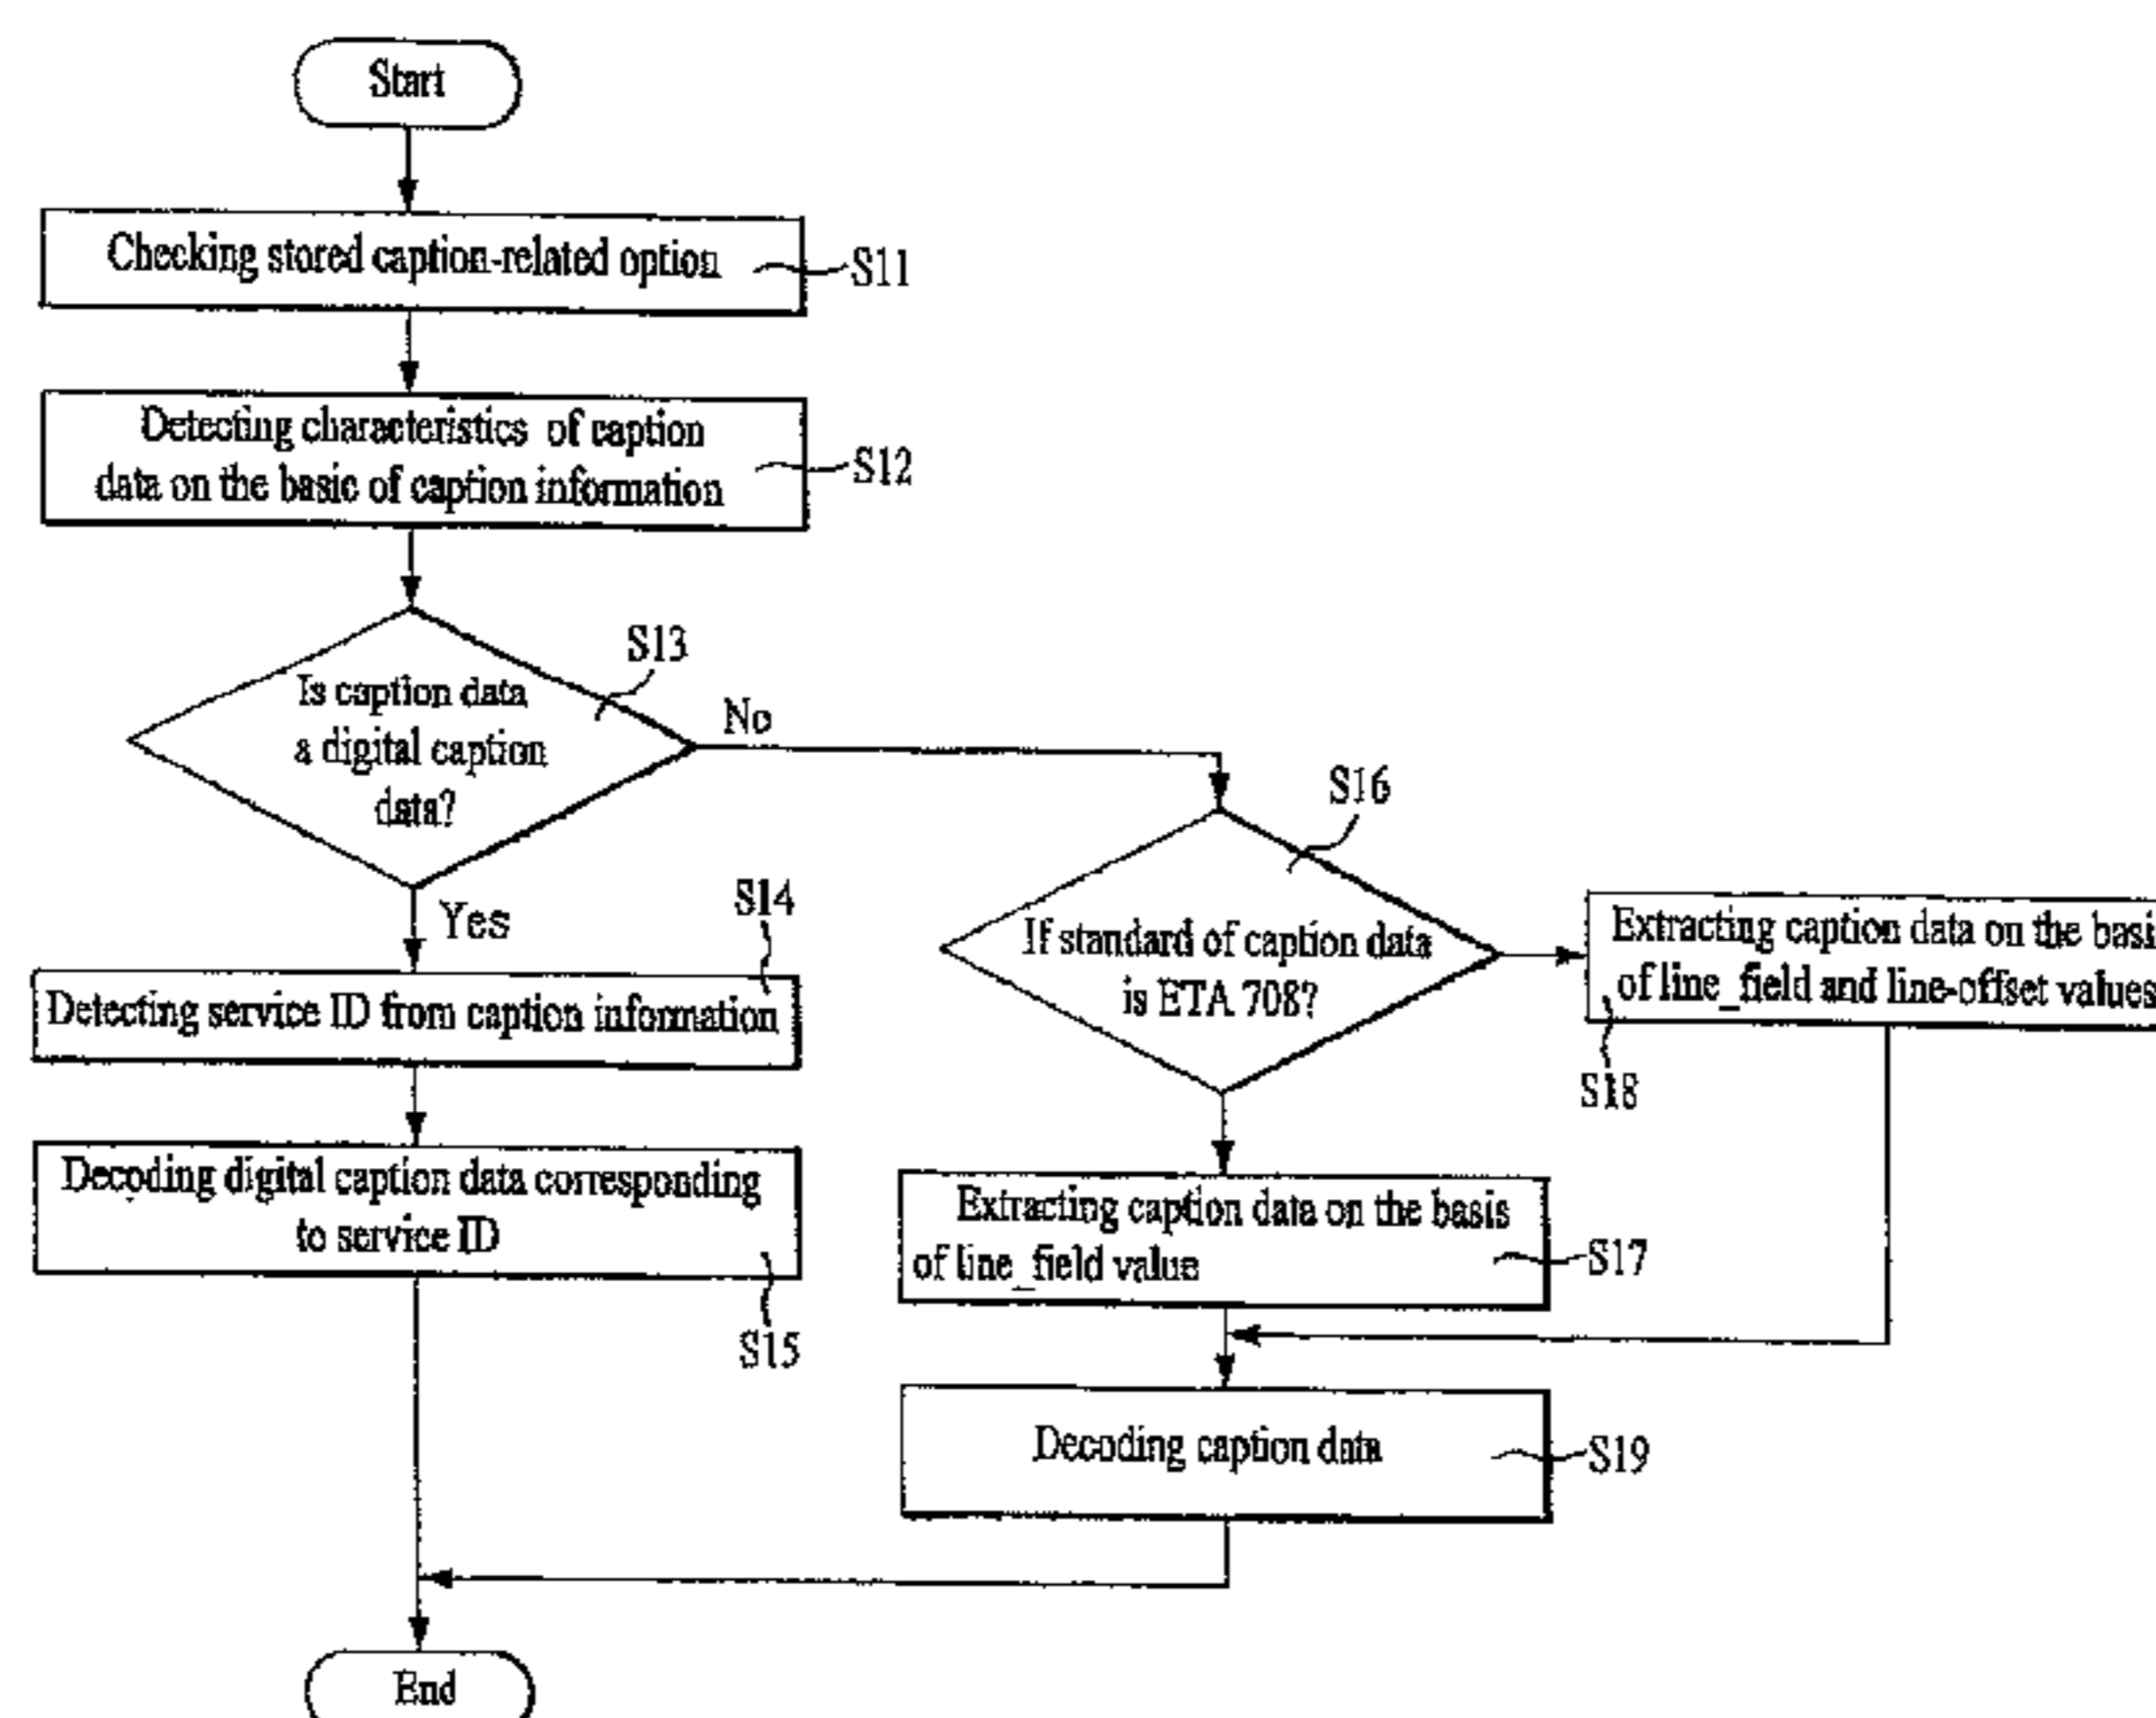 Start
Checking stored caption-related option
S11
Detecting characteristics of caption
data on the basic of caption information
S12
S13
Is caption data
a digital caption
data?
No
Yes
S14
Detecting service ID from caption information
Decoding digital caption data corresponding
to service ID
S15
S16
If standard of caption data
is ETA 708?
Extracting caption data on the basi
of line_field and line-offset values
S18
Extracting caption data on the basis
of line_field value
S17
Decoding caption data
S19
End